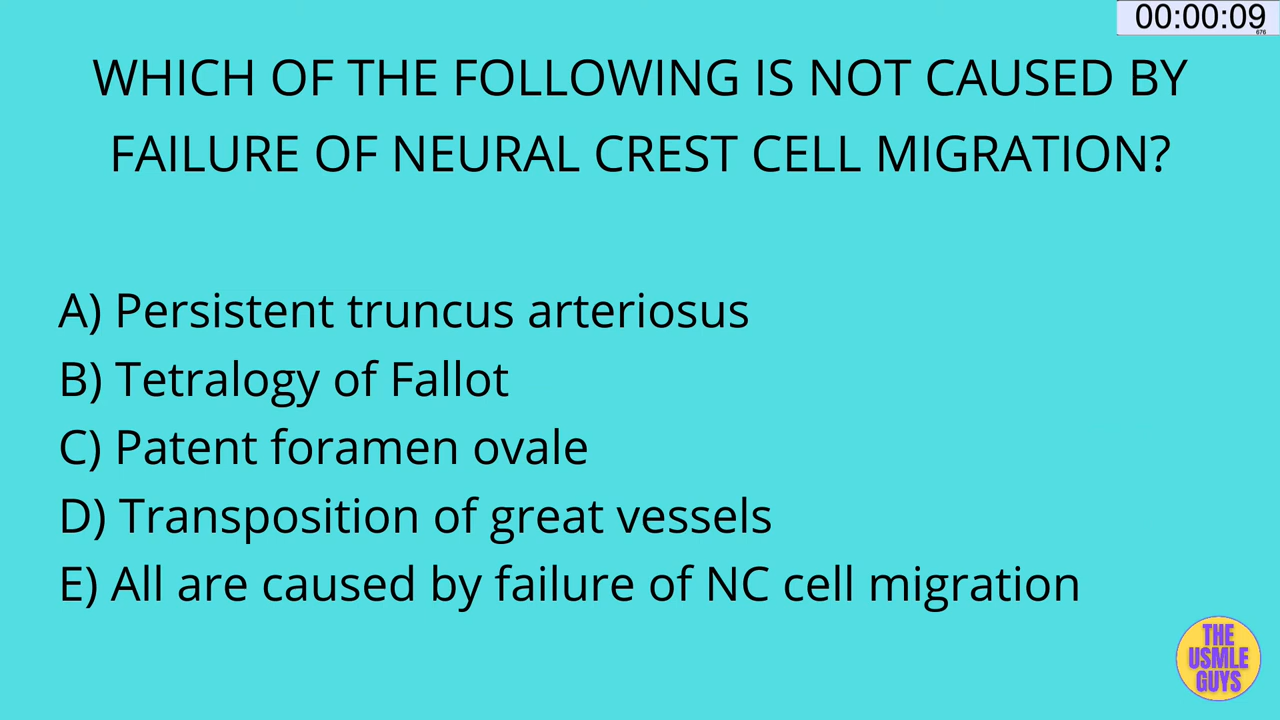 00:00:09
676
WHICH OF THE FOLLOWING IS NOT CAUSED BY
FAILURE OF NEURAL CREST CELL MIGRATION?
A) Persistent truncus arteriosus
B) Tetralogy of Fallot
C) Patent foramen ovale
D) Transposition of great vessels
E) All are caused by failure of NC cell migration
THE
USMLE
GUYS